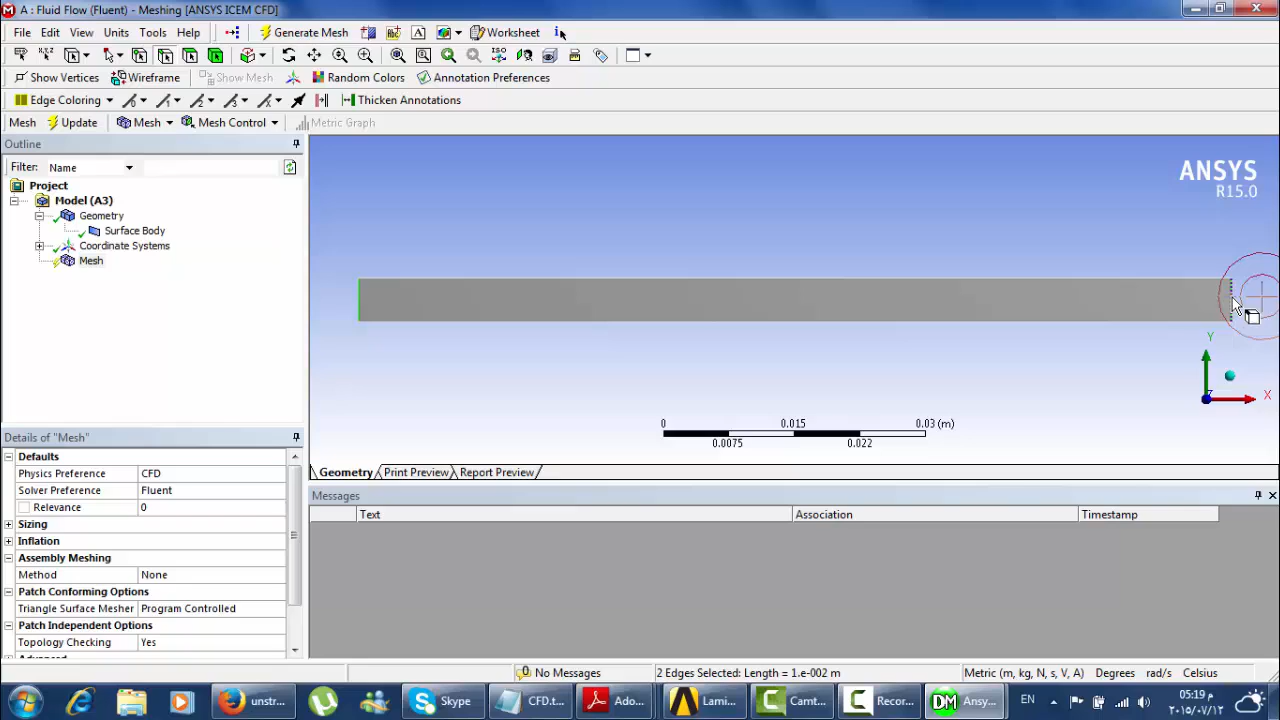 A : Fluid Flow (Fluent) - Meshing [ANSYS ICEM CFD]
File Edit View Units Tools Help Generate Mesh A Worksheet i
Show Vertices Wireframe Show Mesh Random Colors Annotation Preferences
Edge Coloring Thicken Annotations
Mesh Update Mesh Mesh Control Metric Graph
Outline
Filter: Name
Project
Model (A3)
Geometry
Surface Body
Coordinate Systems
Mesh
ANSYS
R15.0
Y
X
0 0.015 0.03 (m)
0.0075 0.022
Details of "Mesh"
Defaults
Physics Preference CFD
Solver Preference Fluent
Relevance 0
Sizing
Inflation
Assembly Meshing
Method None
Patch Conforming Options
Triangle Surface Mesher Program Controlled
Patch Independent Options
Topology Checking Yes
Geometry Print Preview Report Preview
Messages
Text Association Timestamp
No Messages 2 Edges Selected: Length = 1.e-002 m Metric (m, kg, N, s, V, A) Degrees rad/s Celsius
unstr... Skype CFD.t... Ado... Lami... Camt... Recor... Ansy... EN
05:19 م
٢٠١٥/٠٧/١٢